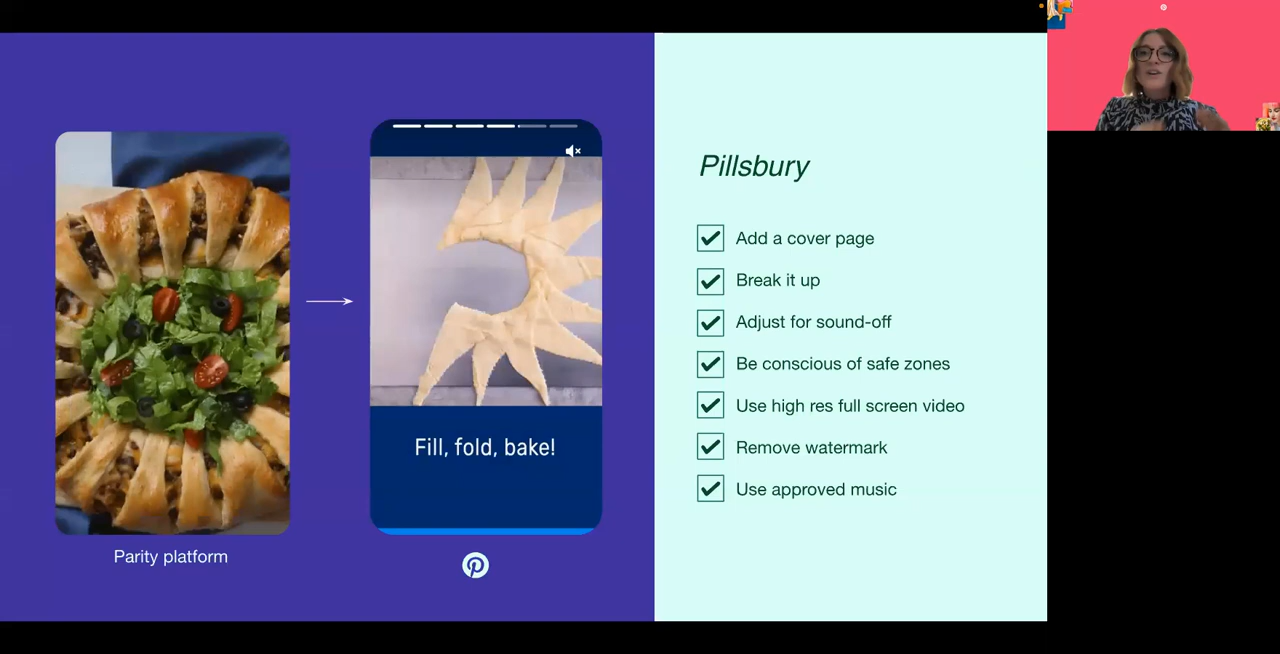 Fill, fold, bake!
Parity platform
Pillsbury
Add a cover page
Break it up
Adjust for sound-off
Be conscious of safe zones
Use high res full screen video
Remove watermark
Use approved music